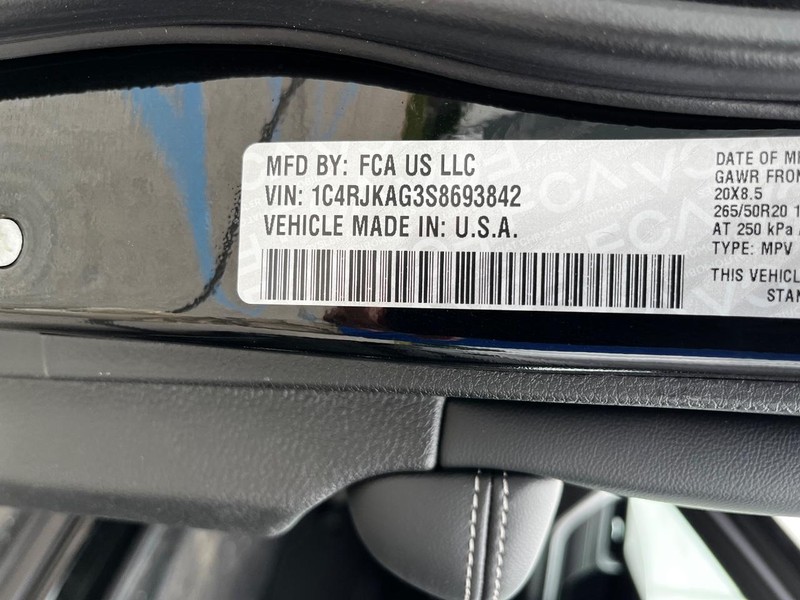 MFD BY: FCA US LLC
VIN: 1C4RJKAG3S8693842
VEHICLE MADE IN: U.S.A.
DATE OF M
GAWR FRON
20X8.5
265/50R20 1
AT 250 kPa
TYPE: MPV
THIS VEHICL
STAN